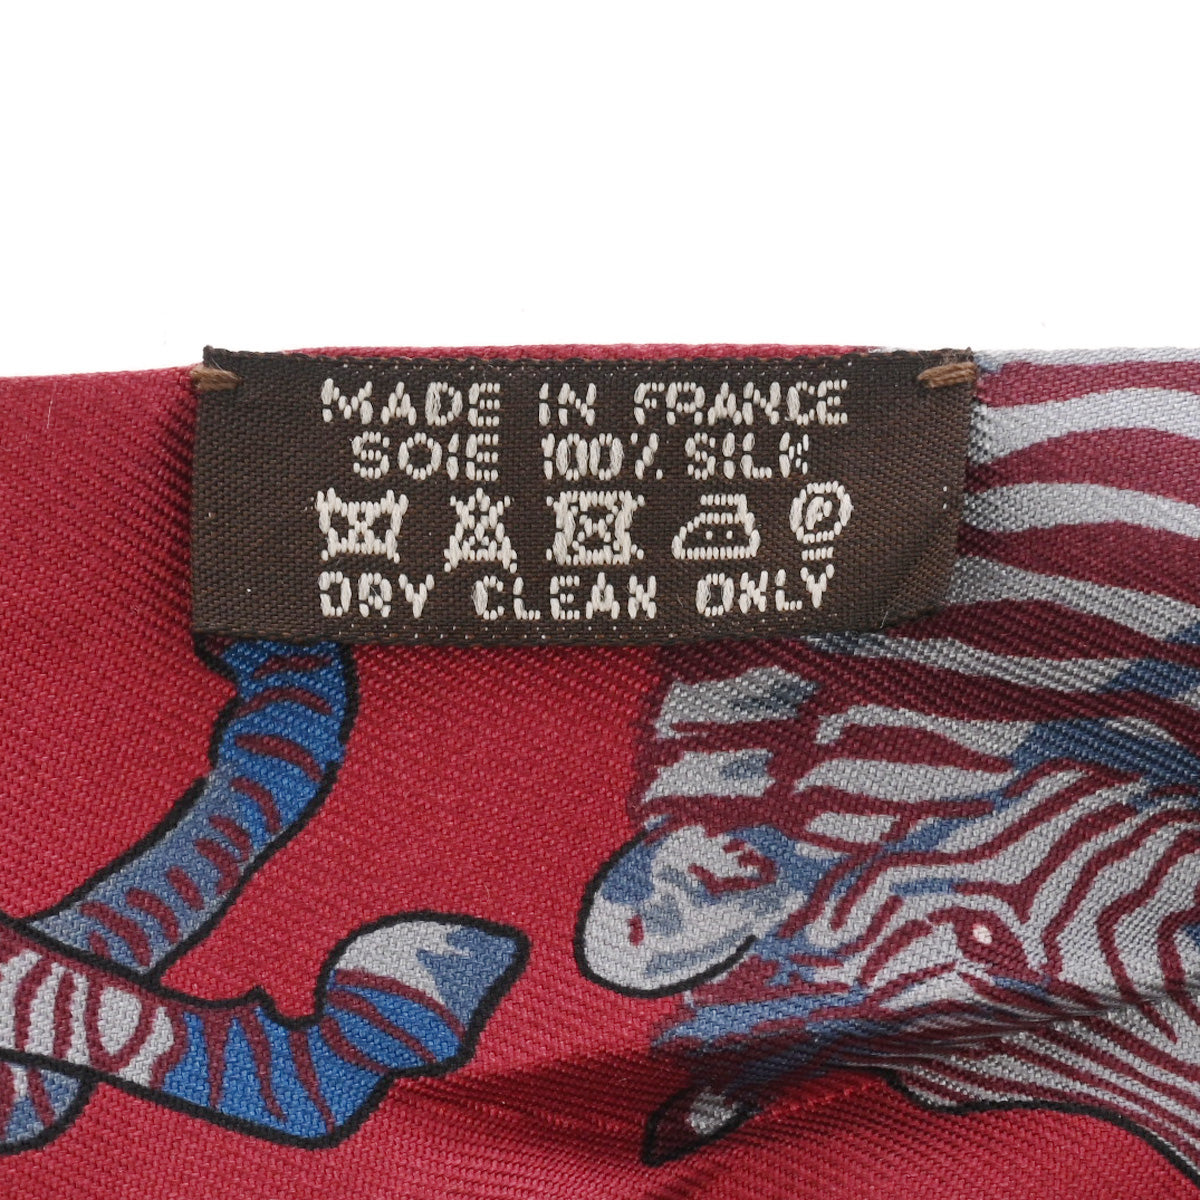 MADE IN FRANCE
SOIE 100% SILK
P
DRY CLEAN ONLY